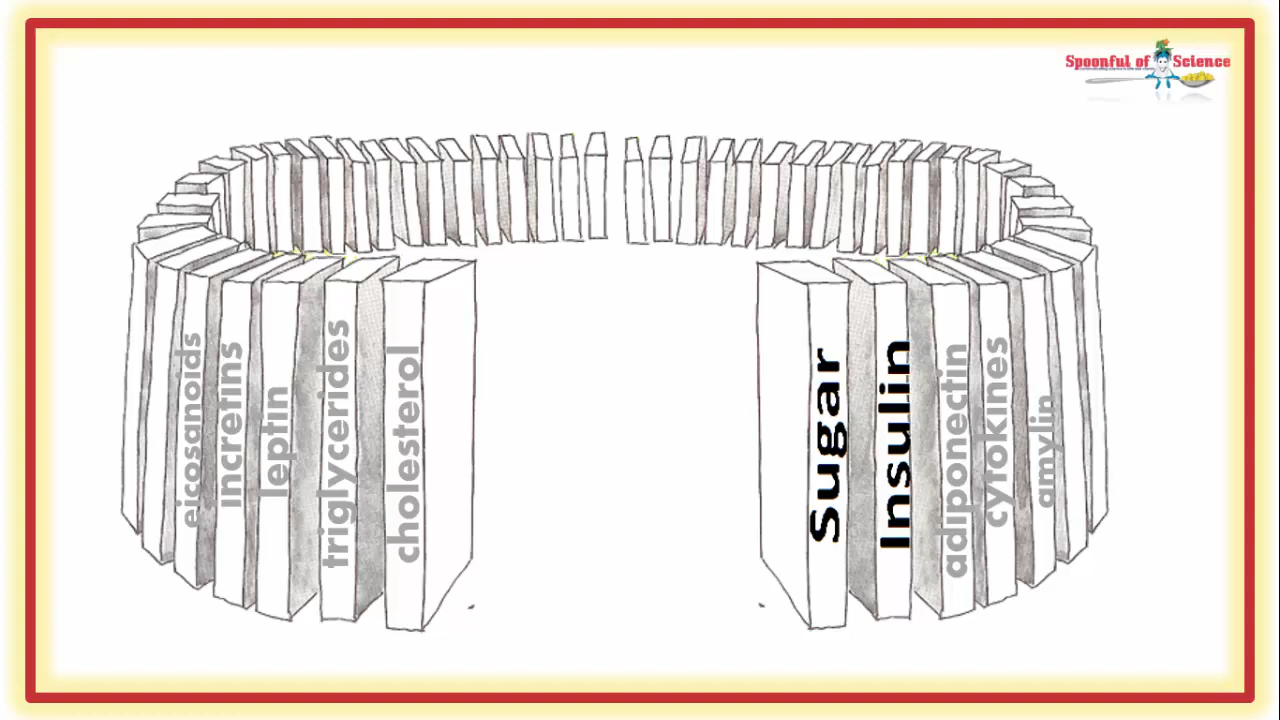 Spoonful of Science
eicosanoids
incretins
leptin
triglycerides
cholesterol
Sugar
Insulin
adiponectin
cytokines
amylin